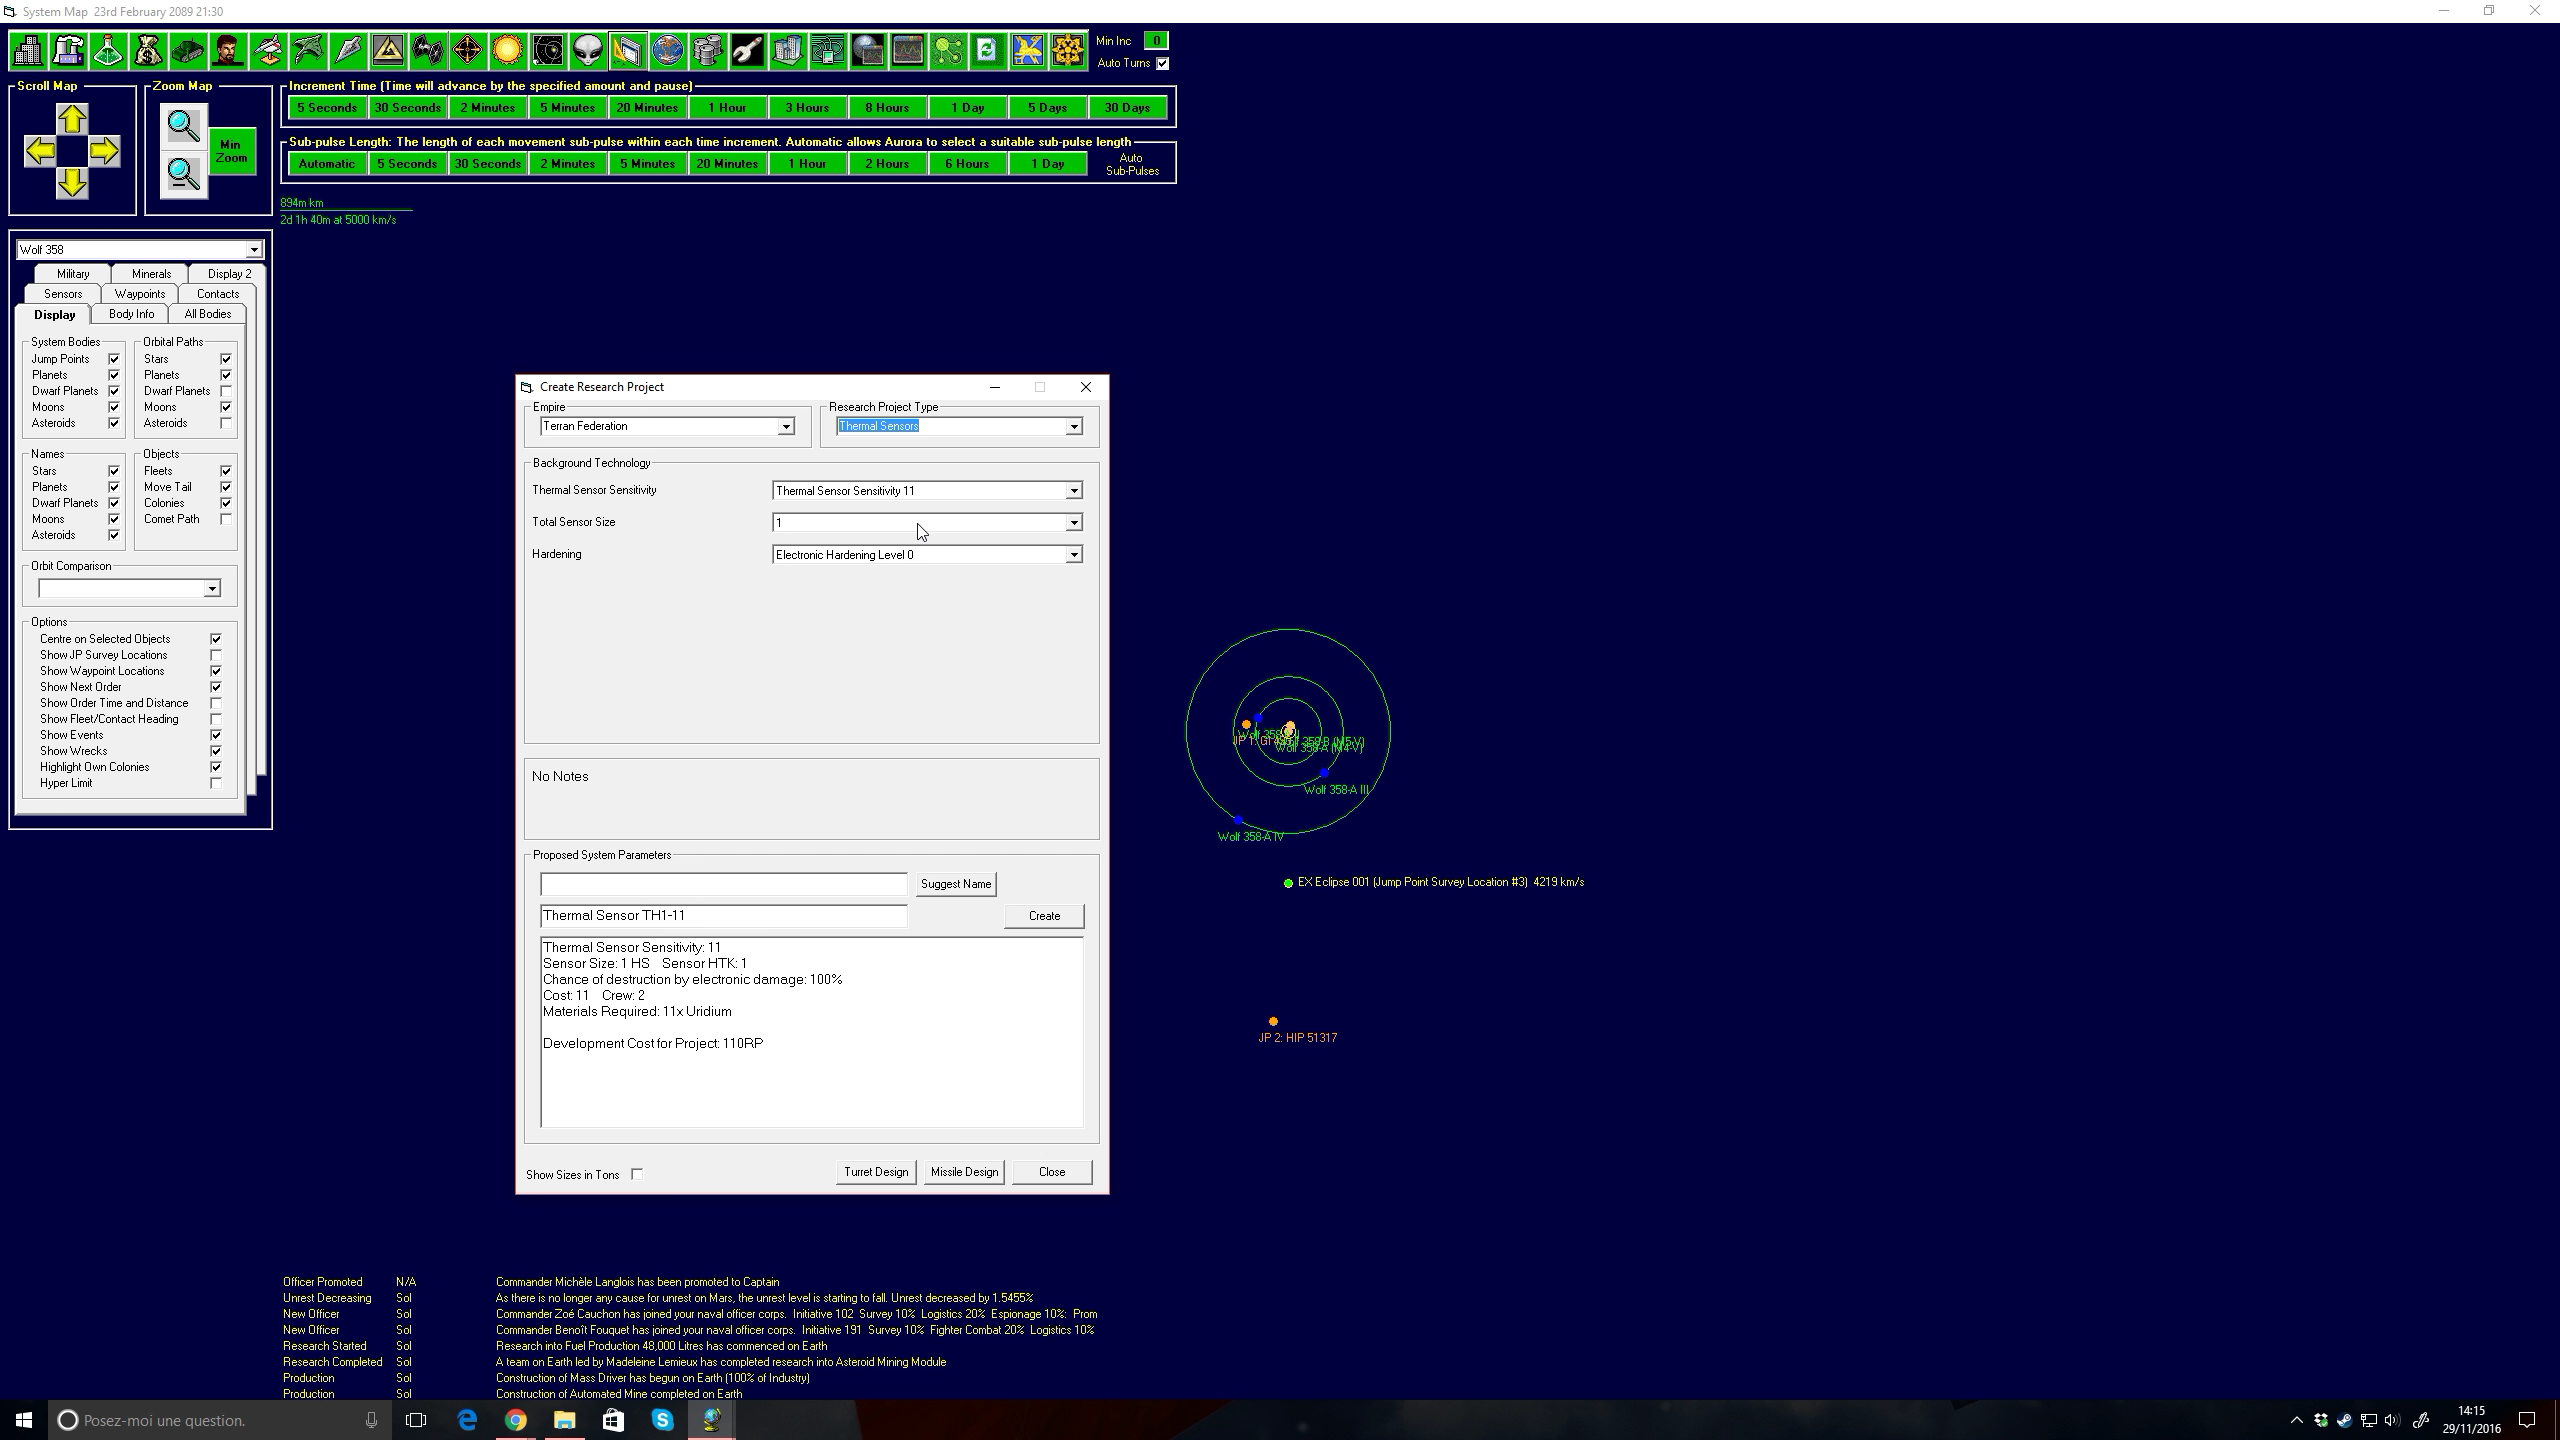 System Map  23rd February 2089 21:30
Min Inc 0
Auto Turns
Scroll Map
Zoom Map
Min Zoom
Increment Time (Time will advance by the specified amount and pause)
5 Seconds 30 Seconds 2 Minutes 5 Minutes 20 Minutes 1 Hour 3 Hours 8 Hours 1 Day 5 Days 30 Days
Sub-pulse Length: The length of each movement sub-pulse within each time increment. Automatic allows Aurora to select a suitable sub-pulse length
Automatic 5 Seconds 30 Seconds 2 Minutes 5 Minutes 20 Minutes 1 Hour 2 Hours 6 Hours 1 Day
Auto Sub-Pulses
894m km
2d 1h 40m at 5000 km/s
Wolf 358
Military Minerals Display 2
Sensors Waypoints Contacts
Display Body Info All Bodies
System Bodies
Jump Points
Planets
Dwarf Planets
Moons
Asteroids
Orbital Paths
Stars
Planets
Dwarf Planets
Moons
Asteroids
Names
Stars
Planets
Dwarf Planets
Moons
Asteroids
Objects
Fleets
Move Tail
Colonies
Comet Path
Orbit Comparison
Options
Centre on Selected Objects
Show JP Survey Locations
Show Waypoint Locations
Show Next Order
Show Order Time and Distance
Show Fleet/Contact Heading
Show Events
Show Wrecks
Highlight Own Colonies
Hyper Limit
Create Research Project
Empire
Terran Federation
Research Project Type
Thermal Sensors
Background Technology
Thermal Sensor Sensitivity Thermal Sensor Sensitivity 11
Total Sensor Size 1
Hardening Electronic Hardening Level 0
No Notes
Proposed System Parameters
Suggest Name
Thermal Sensor TH1-11
Create
Thermal Sensor Sensitivity: 11
Sensor Size: 1 HS    Sensor HTK: 1
Chance of destruction by electronic damage: 100%
Cost: 11    Crew: 2
Materials Required: 11x Uridium
Development Cost for Project: 110RP
Show Sizes in Tons
Turret Design Missile Design Close
Wolf 358-A (M4-V)
Wolf 358-A III
Wolf 358-A IV
EX Eclipse 001 (Jump Point Survey Location #3)  4219 km/s
JP 2: HIP 51317
Officer Promoted N/A Commander Michèle Langlois has been promoted to Captain
Unrest Decreasing Sol As there is no longer any cause for unrest on Mars, the unrest level is starting to fall. Unrest decreased by 1.5455%
New Officer Sol Commander Zoé Cauchon has joined your naval officer corps.  Initiative 102  Survey 10%  Logistics 20%  Espionage 10%:  Prom
New Officer Sol Commander Benoît Fouquet has joined your naval officer corps.  Initiative 191  Survey 10%  Fighter Combat 20%  Logistics 10%
Research Started Sol Research into Fuel Production 48,000 Litres has commenced on Earth
Research Completed Sol A team on Earth led by Madeleine Lemieux has completed research into Asteroid Mining Module
Production Sol Construction of Mass Driver has begun on Earth (100% of Industry)
Production Sol Construction of Automated Mine completed on Earth
Posez-moi une question.
14:15
29/11/2016